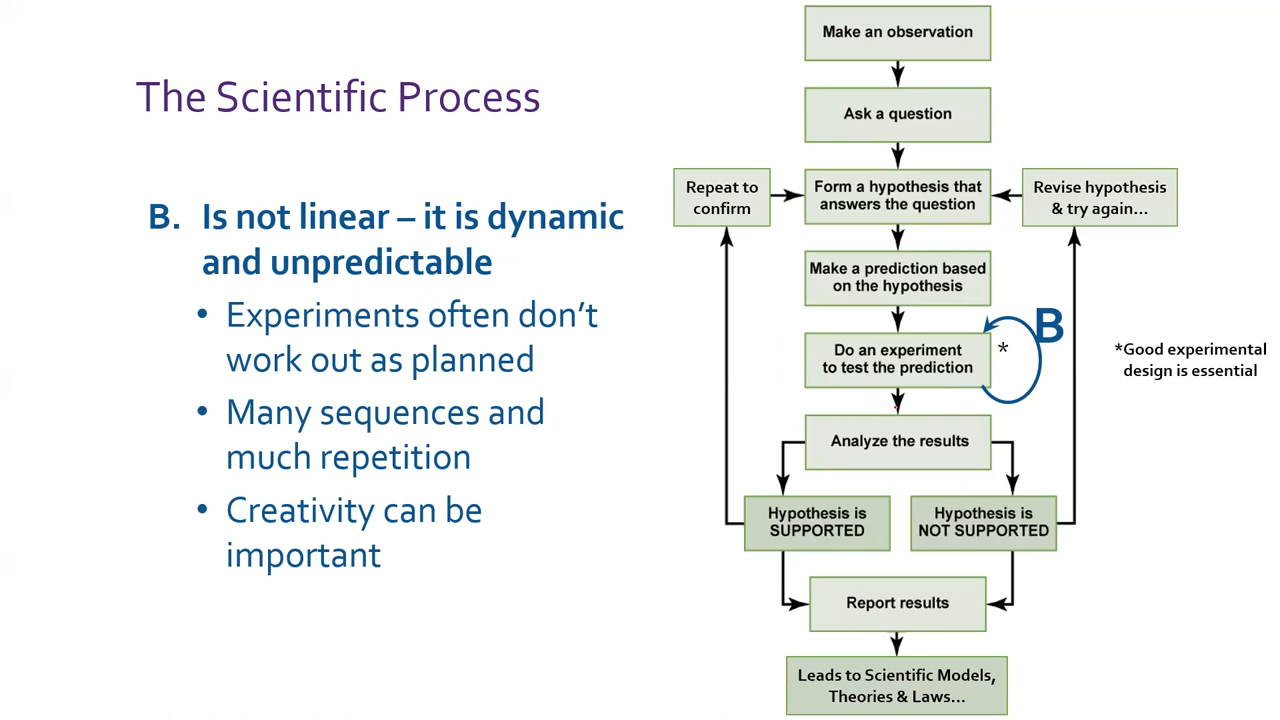 The Scientific Process
B. Is not linear – it is dynamic
and unpredictable
• Experiments often don’t
work out as planned
• Many sequences and
much repetition
• Creativity can be
important
Make an observation
Ask a question
Repeat to
confirm
Form a hypothesis that
answers the question
Revise hypothesis
& try again...
Make a prediction based
on the hypothesis
Do an experiment
to test the prediction
*
B
*Good experimental
design is essential
Analyze the results
Hypothesis is
SUPPORTED
Hypothesis is
NOT SUPPORTED
Report results
Leads to Scientific Models,
Theories & Laws...